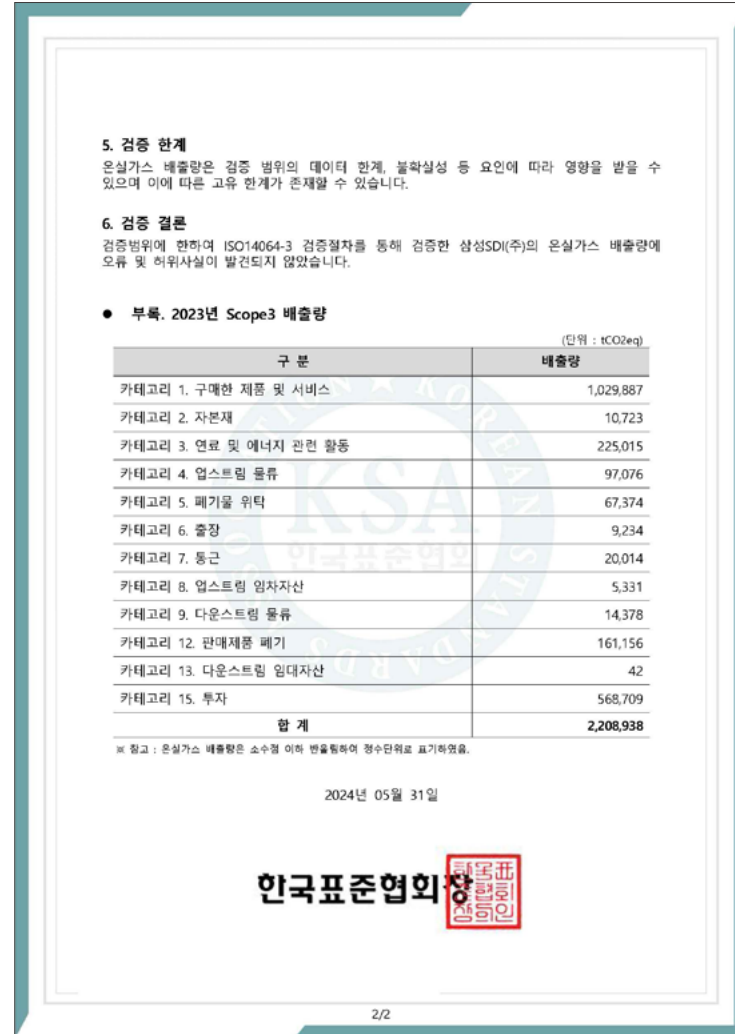 5. 검증 한계
온실가스 배출량은 검증 범위의 데이터 한계, 불확실성 등 요인에 따라 영향을 받을 수
있으며 이에 따른 고유 한계가 존재할 수 있습니다.
6. 검증 결론
검증범위에 한하여 ISO14064-3 검증절차를 통해 검증한 삼성SDI(주)의 온실가스 배출량에
오류 및 허위사실이 발견되지 않았습니다.
● 부록. 2023년 Scope3 배출량
(단위 : tCO2eq)
구 분 배출량
카테고리 1. 구매한 제품 및 서비스 1,029,887
카테고리 2. 자본재 10,723
카테고리 3. 연료 및 에너지 관련 활동 225,015
카테고리 4. 업스트림 물류 97,076
카테고리 5. 폐기물 위탁 67,374
카테고리 6. 출장 9,234
카테고리 7. 통근 20,014
카테고리 8. 업스트림 임차자산 5,331
카테고리 9. 다운스트림 물류 14,378
카테고리 12. 판매제품 폐기 161,156
카테고리 13. 다운스트림 임대자산 42
카테고리 15. 투자 568,709
합 계 2,208,938
※ 참고 : 온실가스 배출량은 소수점 이하 반올림하여 정수단위로 표기하였음.
2024년 05월 31일
한국표준협회장
KSA
한국표준협회
KOREAN STANDARDS ASSOCIATION
2/2